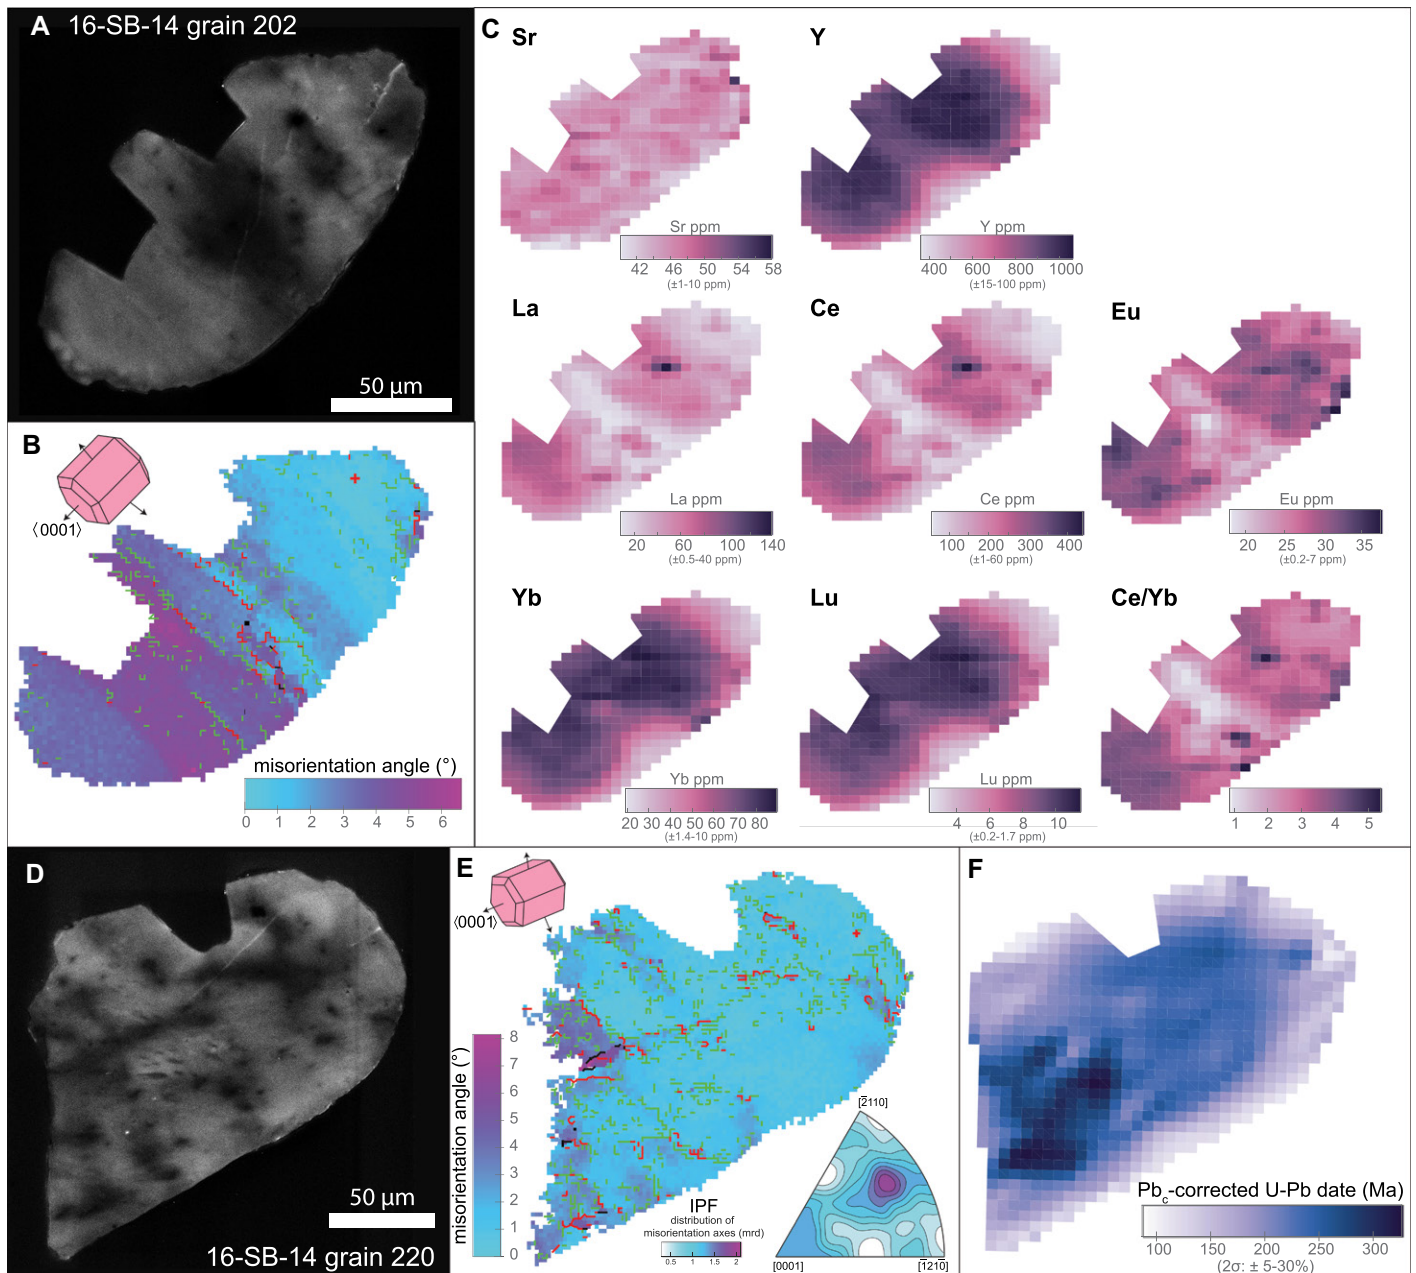 A 16-SB-14 grain 202
50 µm
B
⟨0001⟩
misorientation angle (°)
0 1 2 3 4 5 6
C
Sr
Sr ppm
42 46 50 54 58
(±1-10 ppm)
Y
Y ppm
400 600 800 1000
(±15-100 ppm)
La
La ppm
20 60 100 140
(±0.5-40 ppm)
Ce
Ce ppm
100 200 300 400
(±1-60 ppm)
Eu
Eu ppm
20 25 30 35
(±0.2-7 ppm)
Yb
Yb ppm
20 30 40 50 60 70 80
(±1.4-10 ppm)
Lu
Lu ppm
4 6 8 10
(±0.2-1.7 ppm)
Ce/Yb
1 2 3 4 5
D
50 µm
16-SB-14 grain 220
E
⟨0001⟩
misorientation angle (°)
8
7
6
5
4
3
2
1
0
IPF
distribution of
misorientation axes (mrd)
0.5 1 1.5 2
[2̅110]
[0001]
[1̅21̅0]
F
Pbc-corrected U-Pb date (Ma)
100 150 200 250 300
(2σ: ± 5-30%)